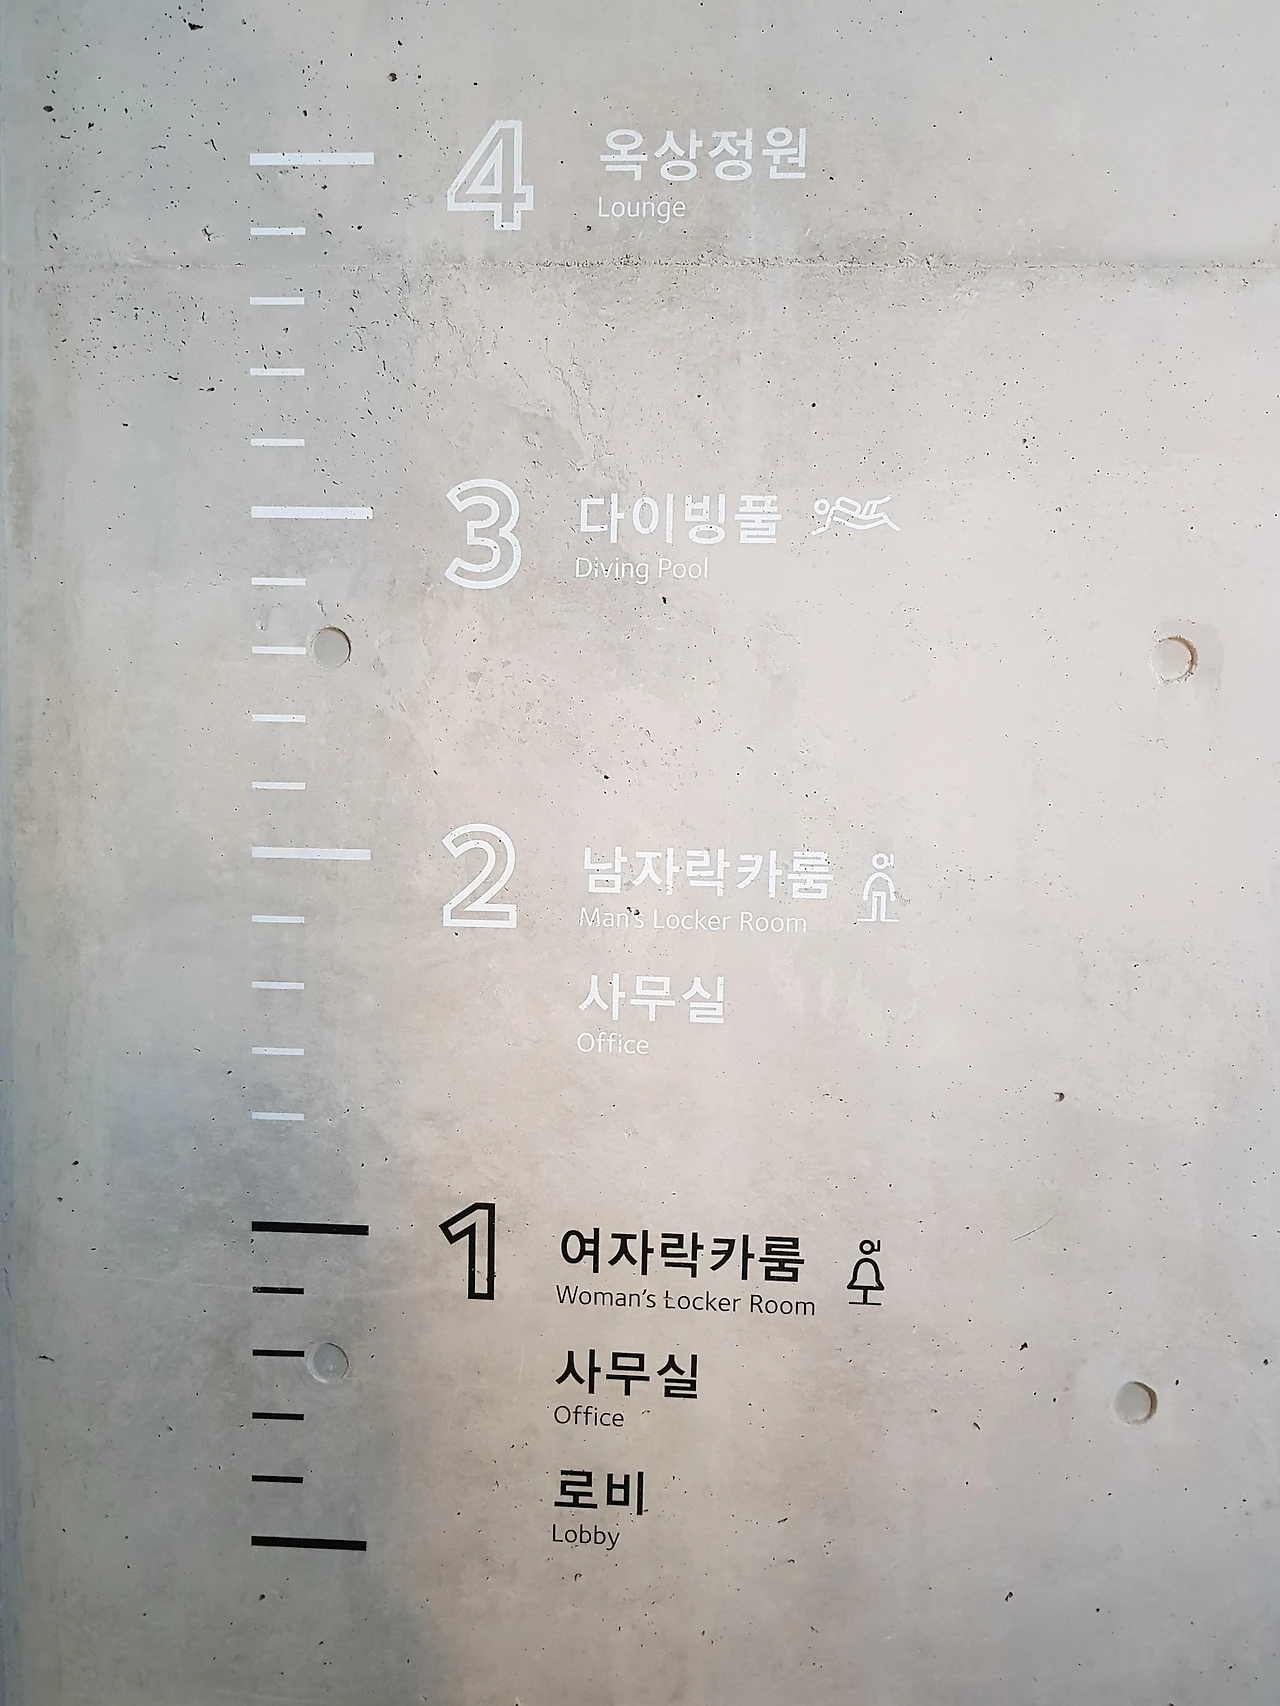 4 옥상정원
Lounge
3 다이빙풀
Diving Pool
2 남자락카룸
Man's Locker Room
사무실
Office
1 여자락카룸
Woman's Locker Room
사무실
Office
로비
Lobby